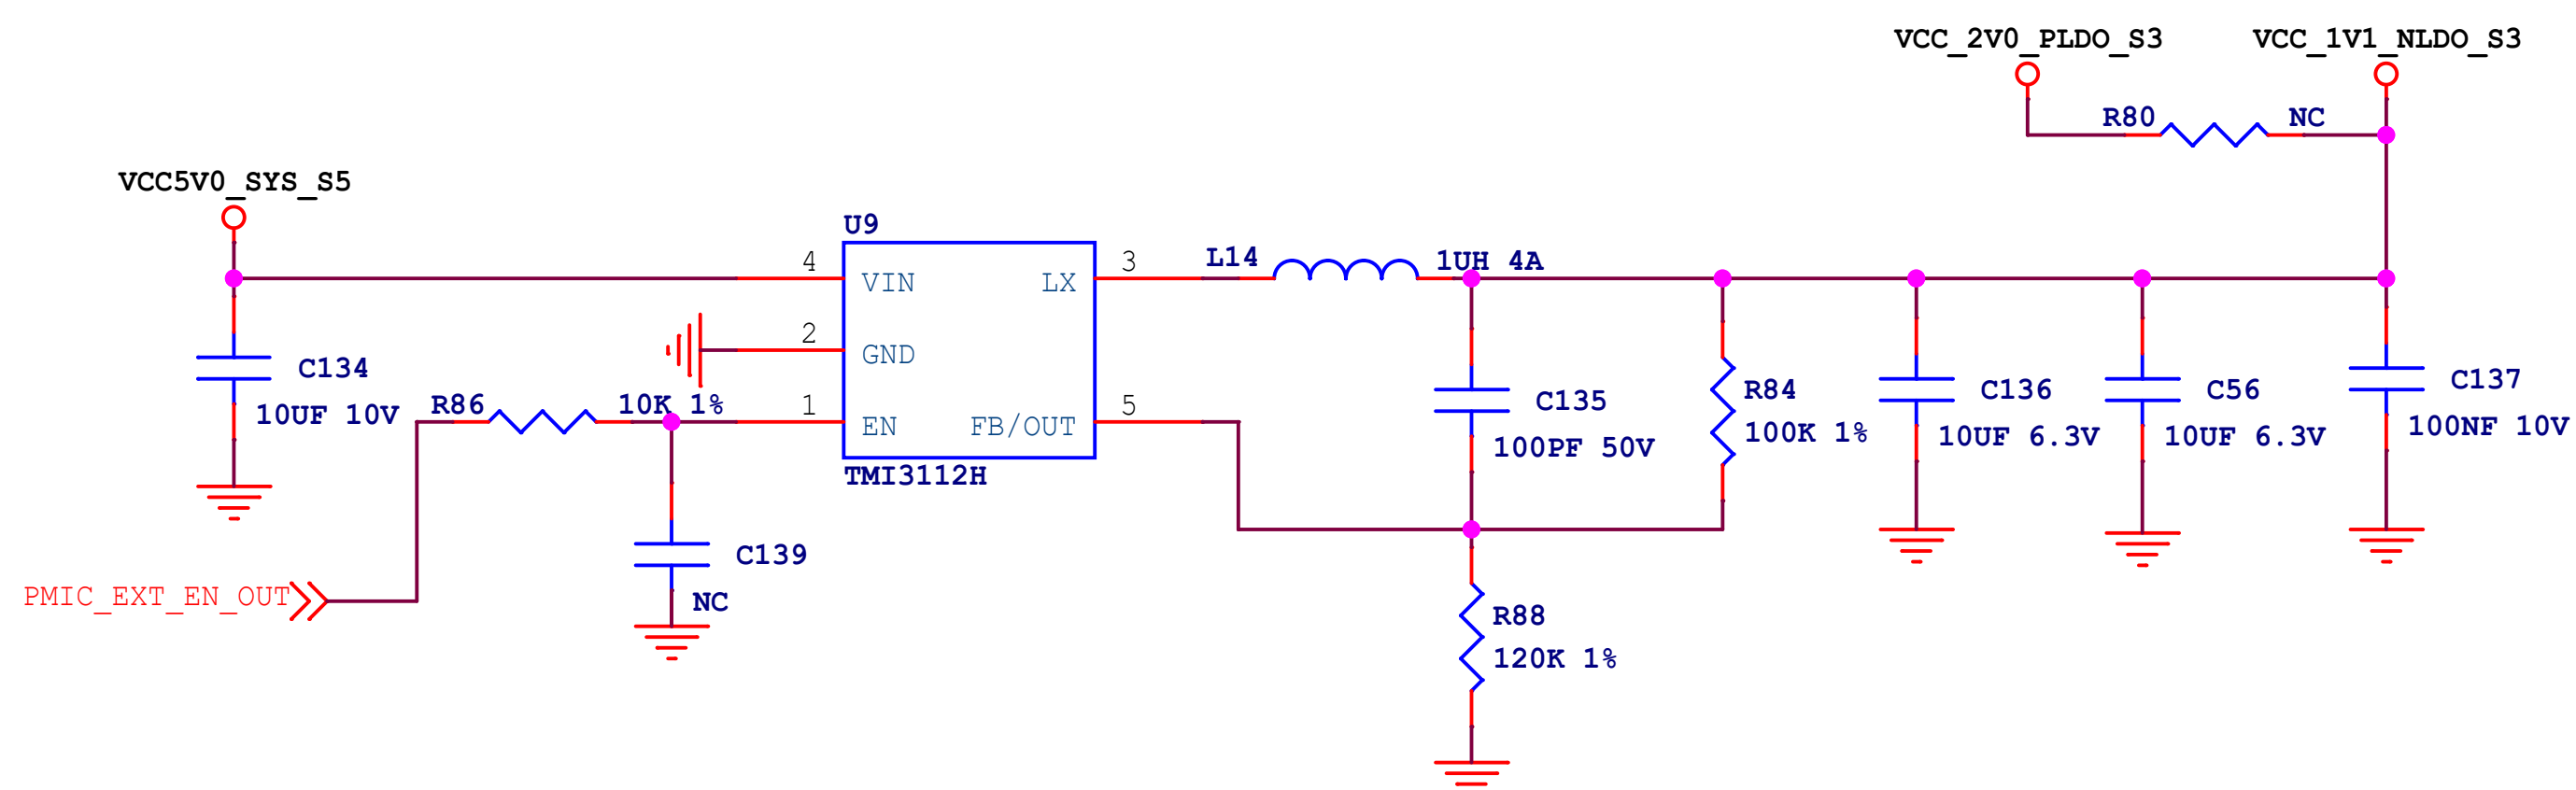 VCC_2V0_PLDO_S3
VCC_1V1_NLDO_S3
R80
NC
VCC5V0_SYS_S5
U9
4
VIN
LX
3
L14
1UH 4A
2
GND
C134
10UF 10V
R86
10K 1%
1
EN
FB/OUT
5
TMI3112H
C135
100PF 50V
R84
100K 1%
C136
10UF 6.3V
C56
10UF 6.3V
C137
100NF 10V
C139
NC
PMIC_EXT_EN_OUT
R88
120K 1%